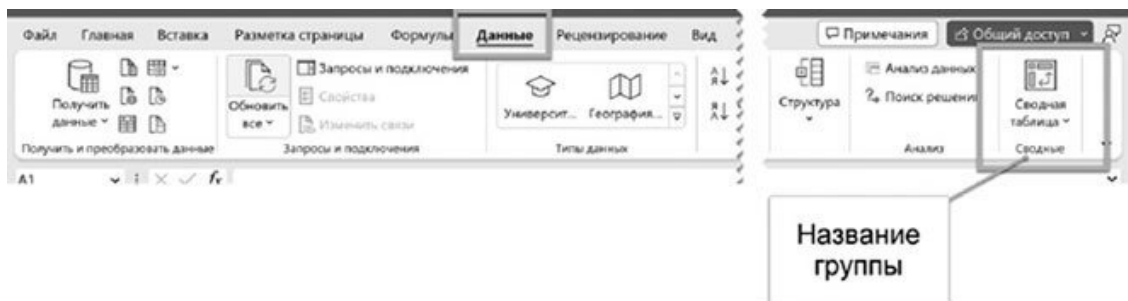 Файл Главная Вставка Разметка страницы Формулы Данные Рецензирование Вид
Примечания Общий доступ
Получить
данные
Обновить
все
Запросы и подключения
Свойства
Изменить связи
Университ... География...
Получить и преобразовать данные Запросы и подключения Типы данных
Структура
Анализ данных
Поиск решения
Сводная
таблица
Анализ Сводные
A1 fx
Название
группы